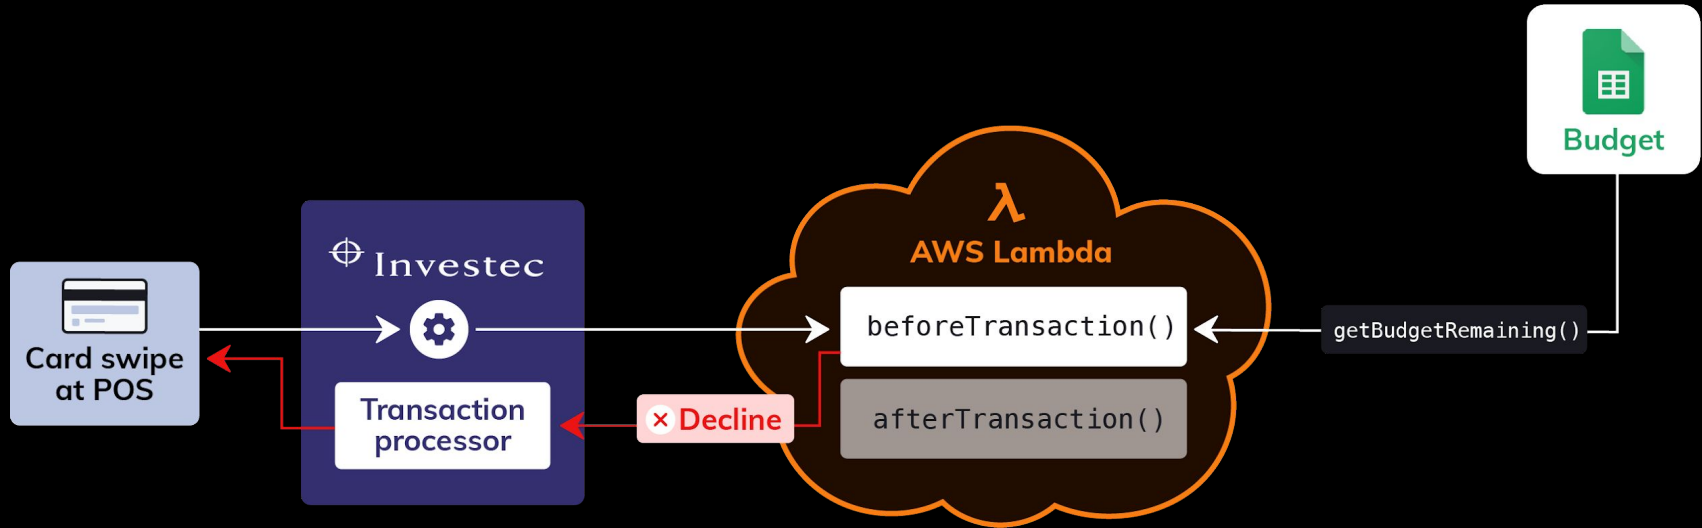 Budget
AWS Lambda
Investec
beforeTransaction()
getBudgetRemaining()
Card swipe
at POS
Transaction
processor
Decline
afterTransaction()